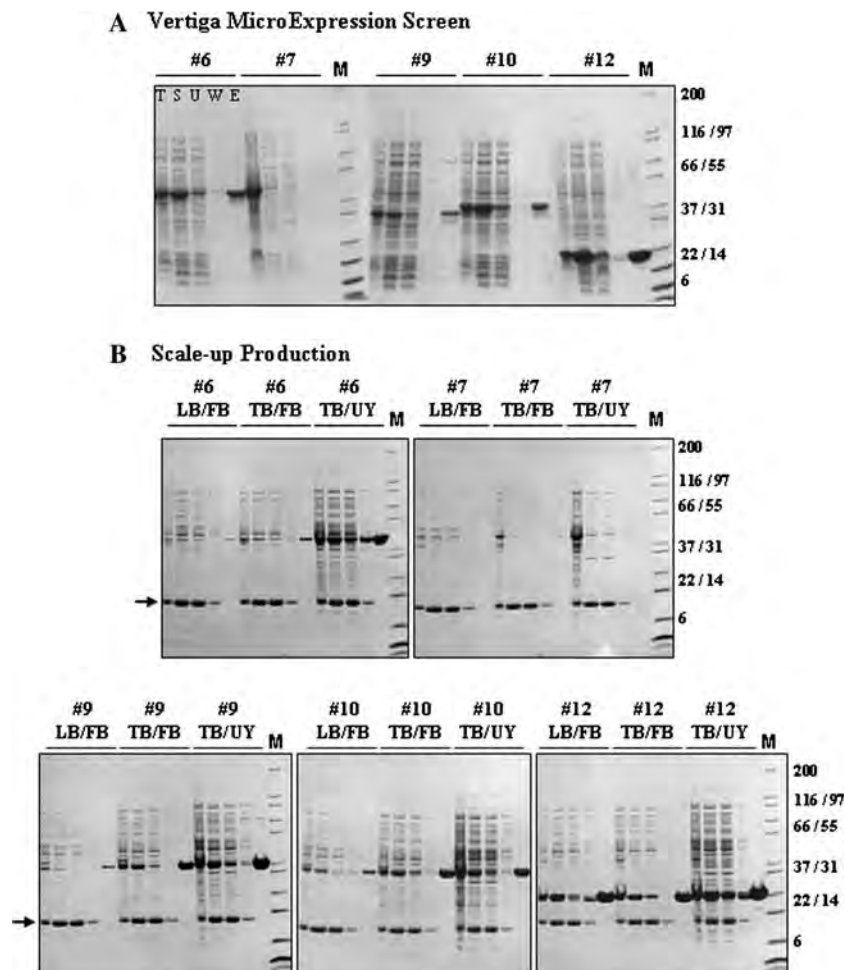 A Vertiga MicroExpression Screen
#6 #7 M #9 #10 #12 M
T S U W E
200
116 / 97
66 / 55
37 / 31
22 / 14
6
B Scale-up Production
#6 #6 #6 #7 #7 #7
LB/FB TB/FB TB/UY M LB/FB TB/FB TB/UY M
200
116 / 97
66 / 55
37 / 31
22 / 14
6
#9 #9 #9 #10 #10 #10 #12 #12 #12
LB/FB TB/FB TB/UY M LB/FB TB/FB TB/UY LB/FB TB/FB TB/UY M
200
116 / 97
66 / 55
37 / 31
22 / 14
6